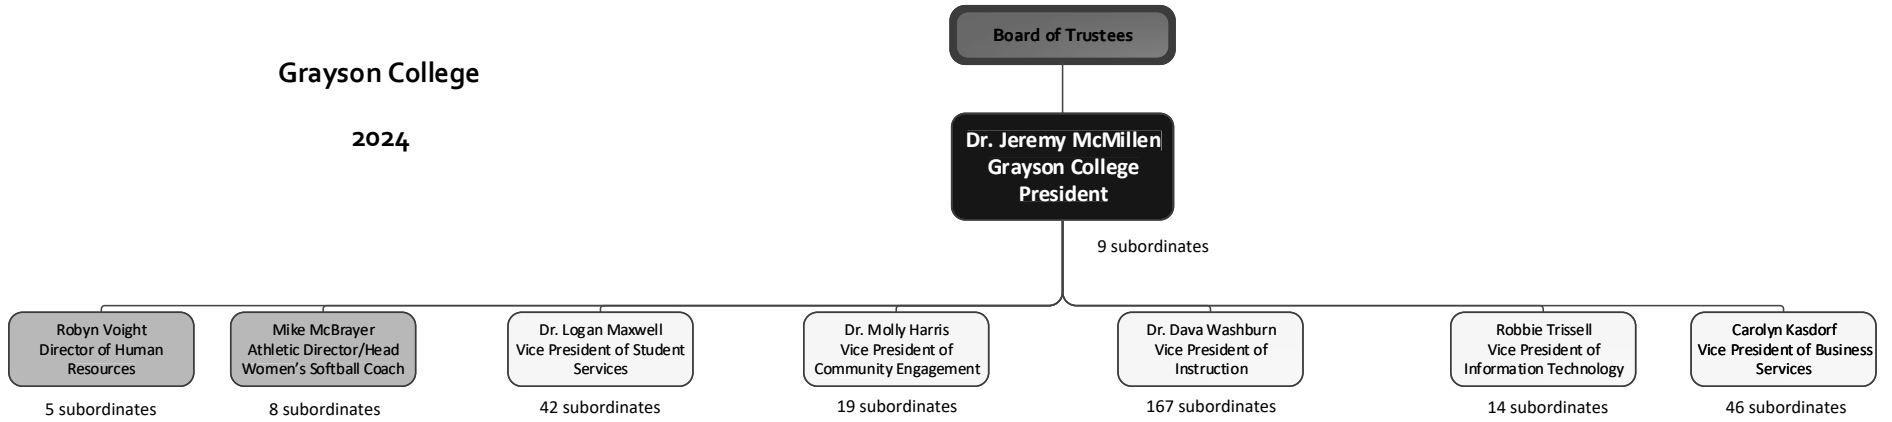 Board of Trustees
Grayson College
2024
Dr. Jeremy McMillen
Grayson College
President
9 subordinates
Robyn Voight
Director of Human
Resources
5 subordinates
Mike McBrayer
Athletic Director/Head
Women's Softball Coach
8 subordinates
Dr. Logan Maxwell
Vice President of Student
Services
42 subordinates
Dr. Molly Harris
Vice President of
Community Engagement
19 subordinates
Dr. Dava Washburn
Vice President of
Instruction
167 subordinates
Robbie Trissell
Vice President of
Information Technology
14 subordinates
Carolyn Kasdorf
Vice President of Business
Services
46 subordinates